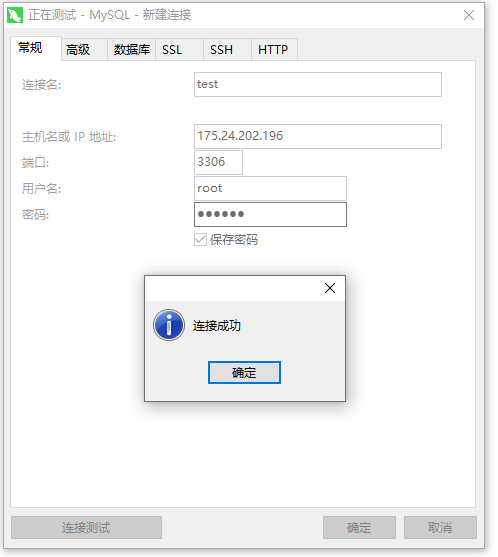 正在测试 - MySQL - 新建连接
常规 高级 数据库 SSL SSH HTTP
连接名: test
主机名或 IP 地址: 175.24.202.196
端口: 3306
用户名: root
密码: ●●●●●●
保存密码
连接成功
确定
连接测试 确定 取消